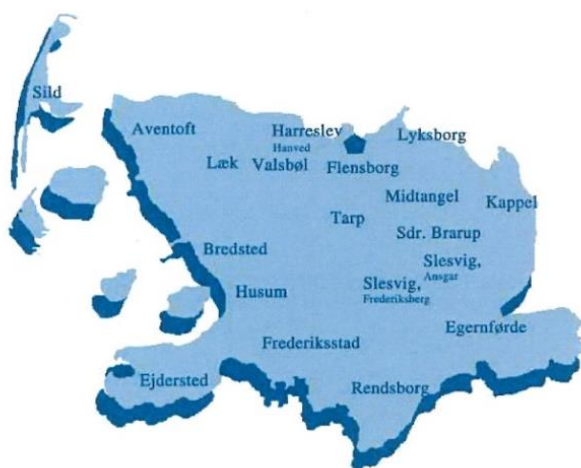 Sild
Aventoft
Harreslev
Hanved
Lyksborg
Læk
Valsbøl
Flensborg
Midtangel
Kappel
Tarp
Sdr. Brarup
Bredsted
Slesvig,
Ansgar
Husum
Slesvig,
Frederiksberg
Egernførde
Frederiksstad
Ejdersted
Rendsborg